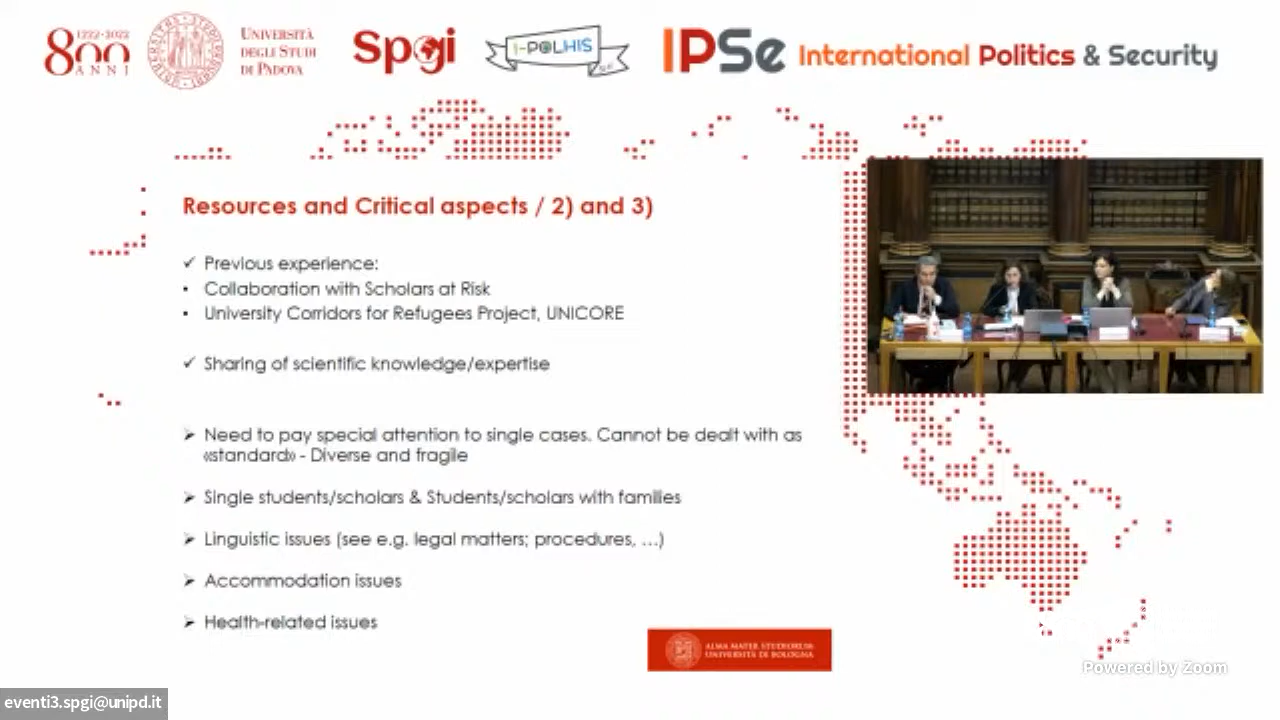 1222·2022
800
ANNI
UNIVERSITÀ
DEGLI STUDI
DI PADOVA
Spgi
I-POLHIS
IPSe International Politics & Security
Resources and Critical aspects / 2) and 3)
✓ Previous experience:
• Collaboration with Scholars at Risk
• University Corridors for Refugees Project, UNICORE
✓ Sharing of scientific knowledge/expertise
➢ Need to pay special attention to single cases. Cannot be dealt with as
«standard» - Diverse and fragile
➢ Single students/scholars & Students/scholars with families
➢ Linguistic issues (see e.g. legal matters; procedures, …)
➢ Accommodation issues
➢ Health-related issues
ALMA MATER STUDIORUM
UNIVERSITÀ DI BOLOGNA
Powered by Zoom
eventi3.spgi@unipd.it